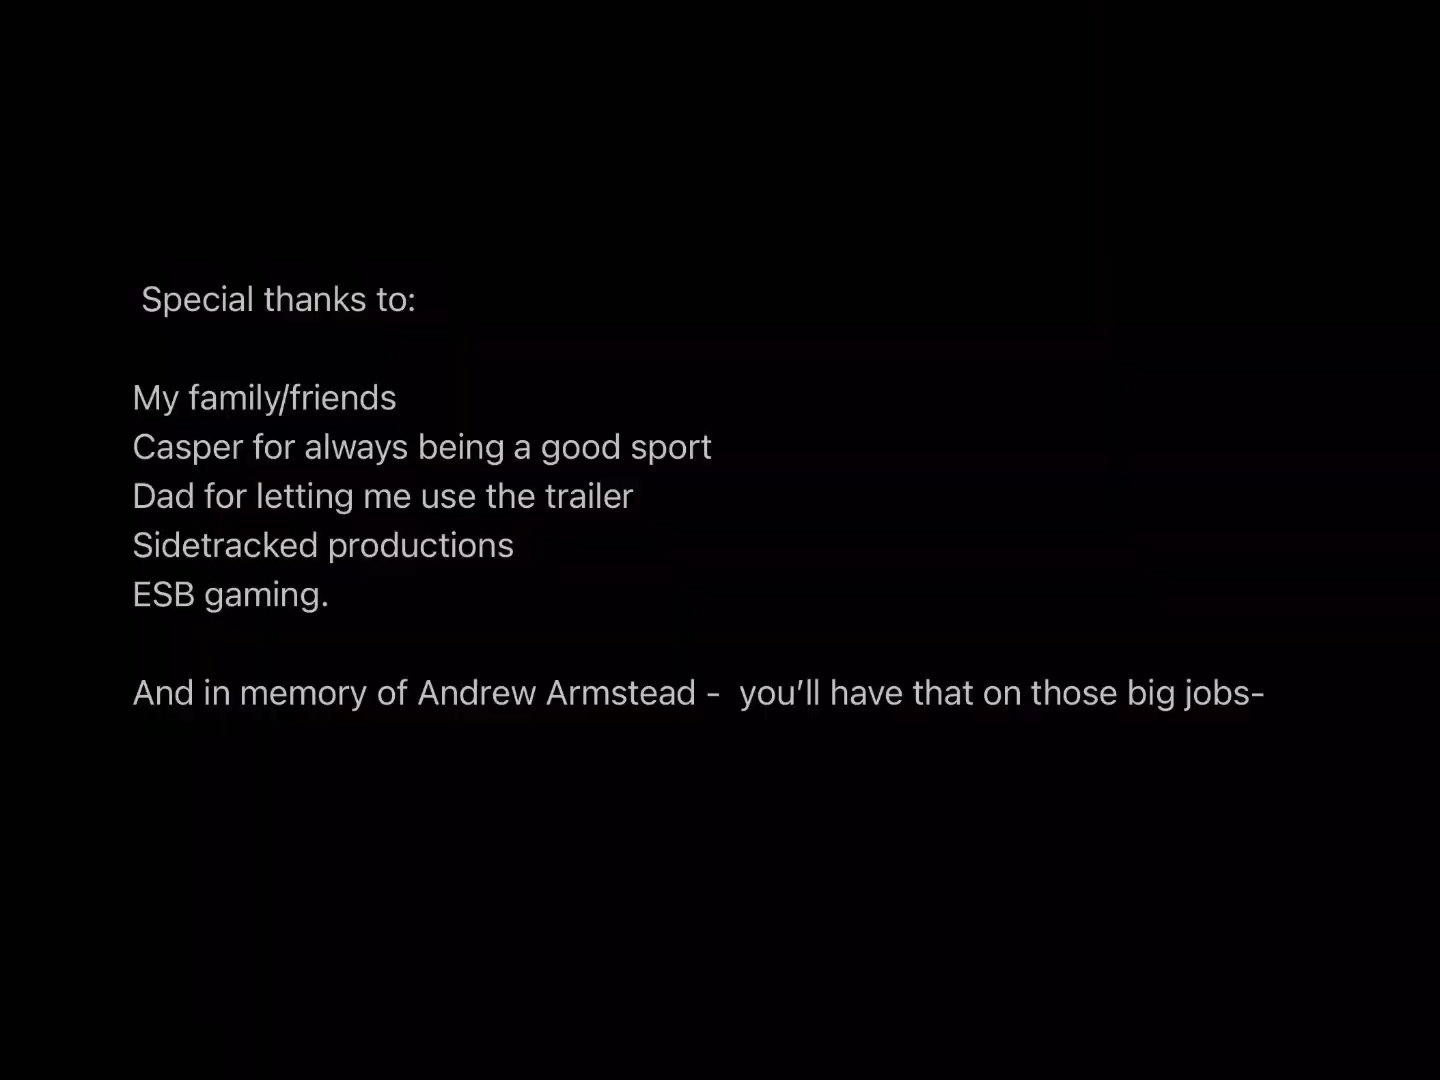 Special thanks to:
My family/friends
Casper for always being a good sport
Dad for letting me use the trailer
Sidetracked productions
ESB gaming.
And in memory of Andrew Armstead -  you’ll have that on those big jobs-